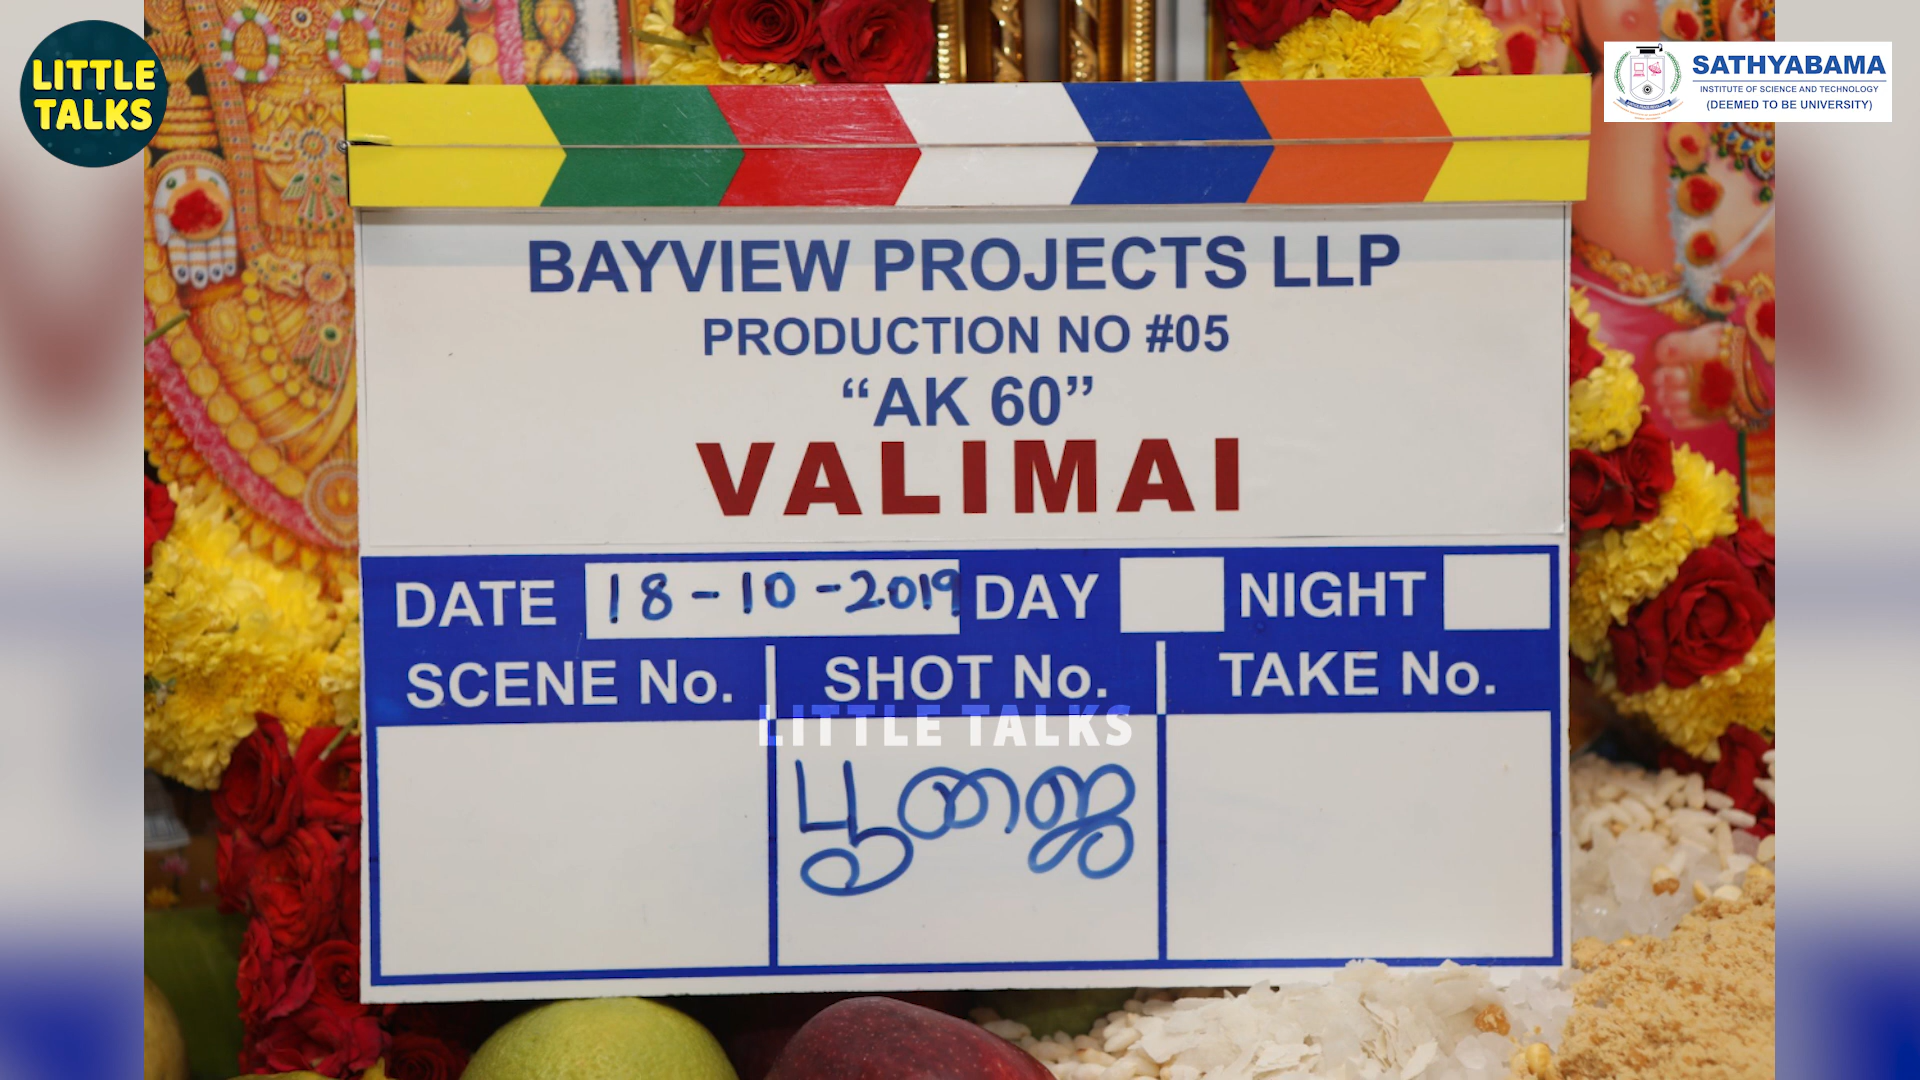 LITTLE
TALKS
SATHYABAMA
INSTITUTE OF SCIENCE AND TECHNOLOGY
(DEEMED TO BE UNIVERSITY)
BAYVIEW PROJECTS LLP
PRODUCTION NO #05
“AK 60”
VALIMAI
DATE 18-10-2019 DAY NIGHT
SCENE No. SHOT No. TAKE No.
LITTLE TALKS
பூஜை